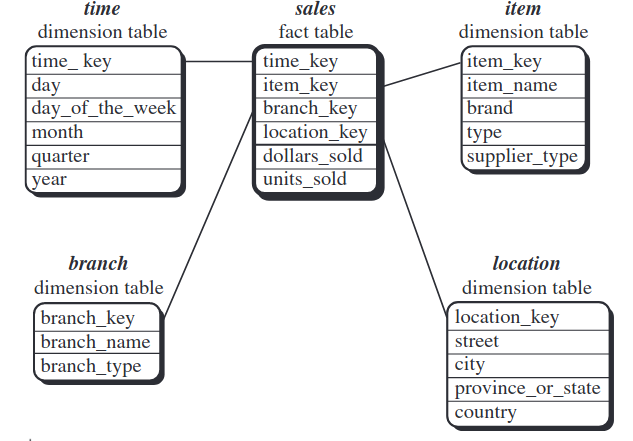 time
dimension table
time_ key
day
day_of_the_week
month
quarter
year
sales
fact table
time_key
item_key
branch_key
location_key
dollars_sold
units_sold
item
dimension table
item_key
item_name
brand
type
supplier_type
branch
dimension table
branch_key
branch_name
branch_type
location
dimension table
location_key
street
city
province_or_state
country